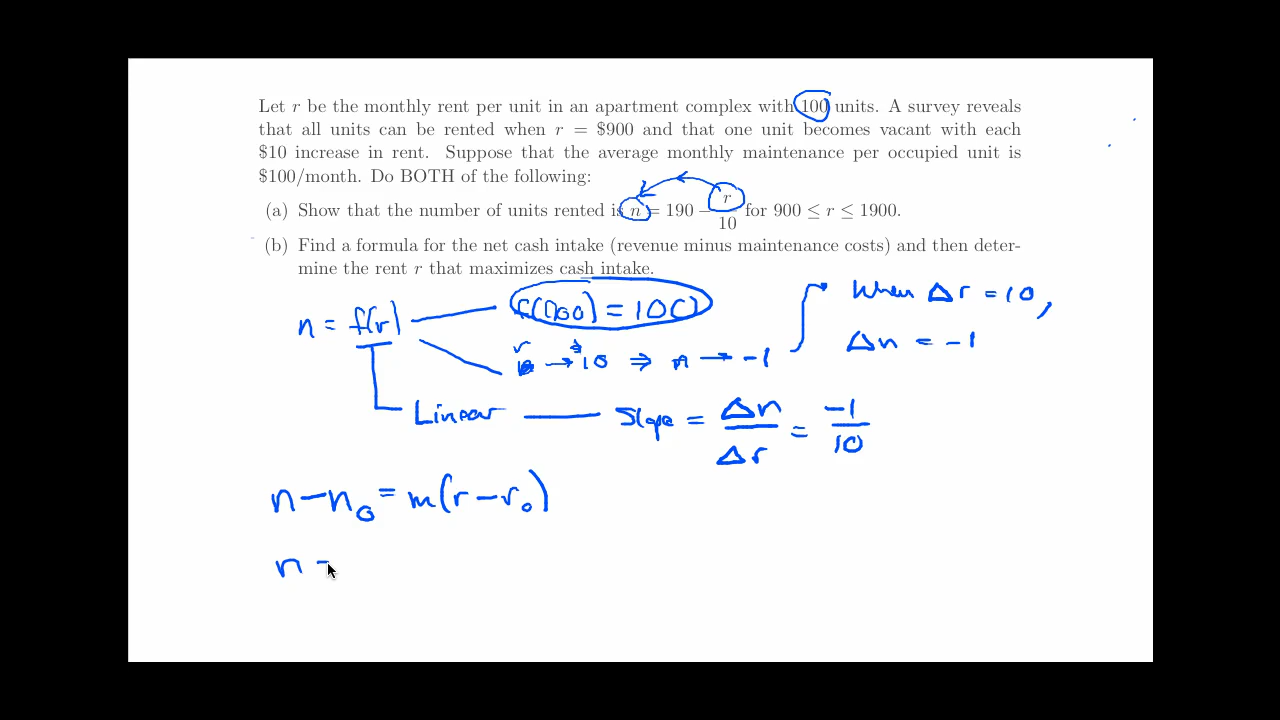 Let r be the monthly rent per unit in an apartment complex with 100 units. A survey reveals
that all units can be rented when r = $900 and that one unit becomes vacant with each
$10 increase in rent. Suppose that the average monthly maintenance per occupied unit is
$100/month. Do BOTH of the following:
(a) Show that the number of units rented is n = 190 − r/10 for 900 ≤ r ≤ 1900.
(b) Find a formula for the net cash intake (revenue minus maintenance costs) and then deter-
mine the rent r that maximizes cash intake.
n = f(r)
f(900) = 100
When Δr = 10,
Δn = -1
r → $10 ⇒ n → -1
Linear
Slope = Δn/Δr = -1/10
n - n₀ = m(r - r₀)
n -